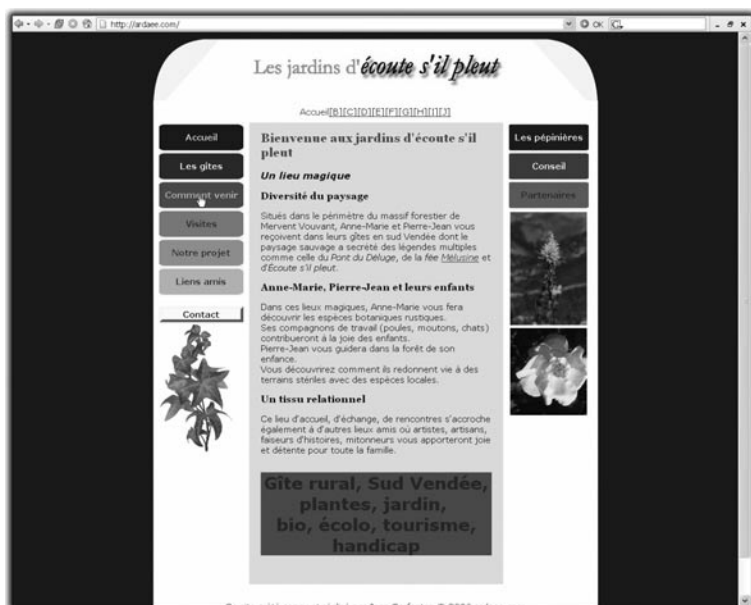 http://ardaee.com/
OK
Les jardins d'écoute s'il pleut
Accueil[B][C][D][E][F][G][H][I][J]
Accueil
Les gîtes
Comment venir
Visites
Notre projet
Liens amis
Contact
Bienvenue aux jardins d'écoute s'il
pleut
Un lieu magique
Diversité du paysage
Situés dans le périmètre du massif forestier de
Mervent Vouvant, Anne-Marie et Pierre-Jean vous
reçoivent dans leurs gîtes en sud Vendée dont le
paysage sauvage a secrété des légendes multiples
comme celle du Pont du Déluge, de la fée Mélusine et
d'Écoute s'il pleut.
Anne-Marie, Pierre-Jean et leurs enfants
Dans ces lieux magiques, Anne-Marie vous fera
découvrir les espèces botaniques rustiques.
Ses compagnons de travail (poules, moutons, chats)
contribueront à la joie des enfants.
Pierre-Jean vous guidera dans la forêt de son
enfance.
Vous découvrirez comment ils redonnent vie à des
terrains stériles avec des espèces locales.
Un tissu relationnel
Ce lieu d'accueil, d'échange, de rencontres s'accroche
également à d'autres lieux amis où artistes, artisans,
faiseurs d'histoires, mitonneurs vous apporteront joie
et détente pour toute la famille.
Gîte rural, Sud Vendée,
plantes, jardin,
bio, écolo, tourisme,
handicap
Les pépinières
Conseil
Partenaires